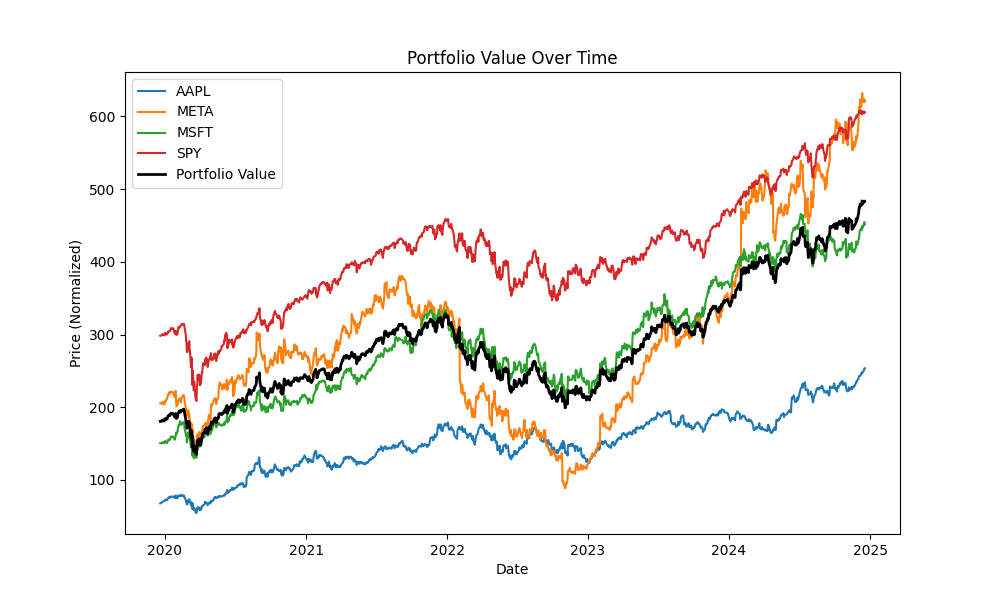 Portfolio Value Over Time
AAPL
META
MSFT
SPY
Portfolio Value
Price (Normalized)
600
500
400
300
200
100
2020
2021
2022
2023
2024
2025
Date